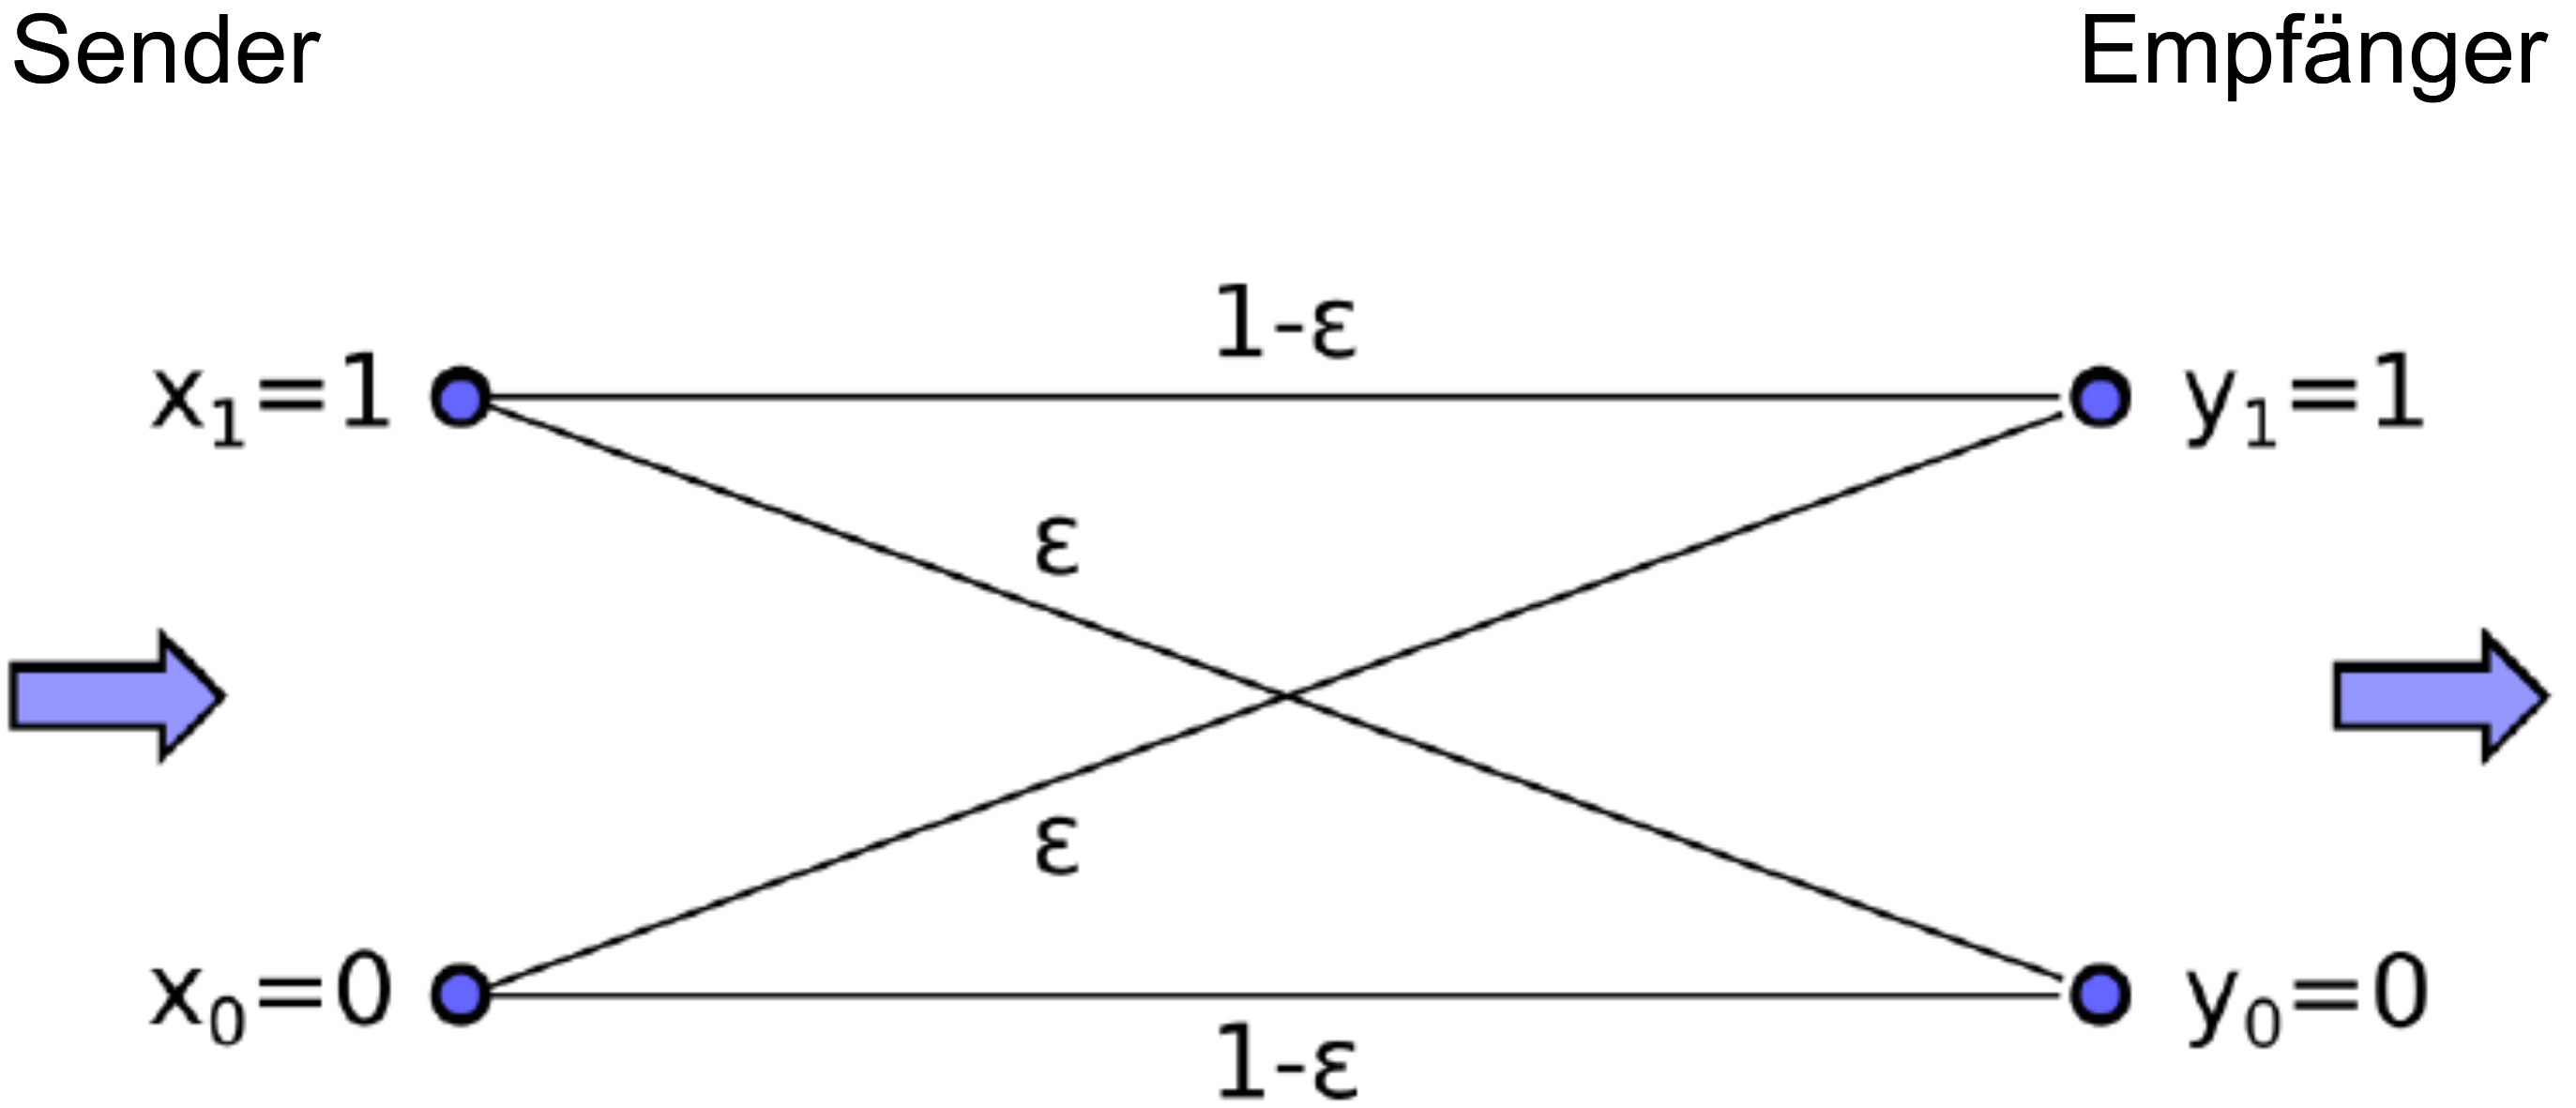 Sender Empfänger
1-ε
x₁=1 y₁=1
ε
ε
x₀=0 y₀=0
1-ε